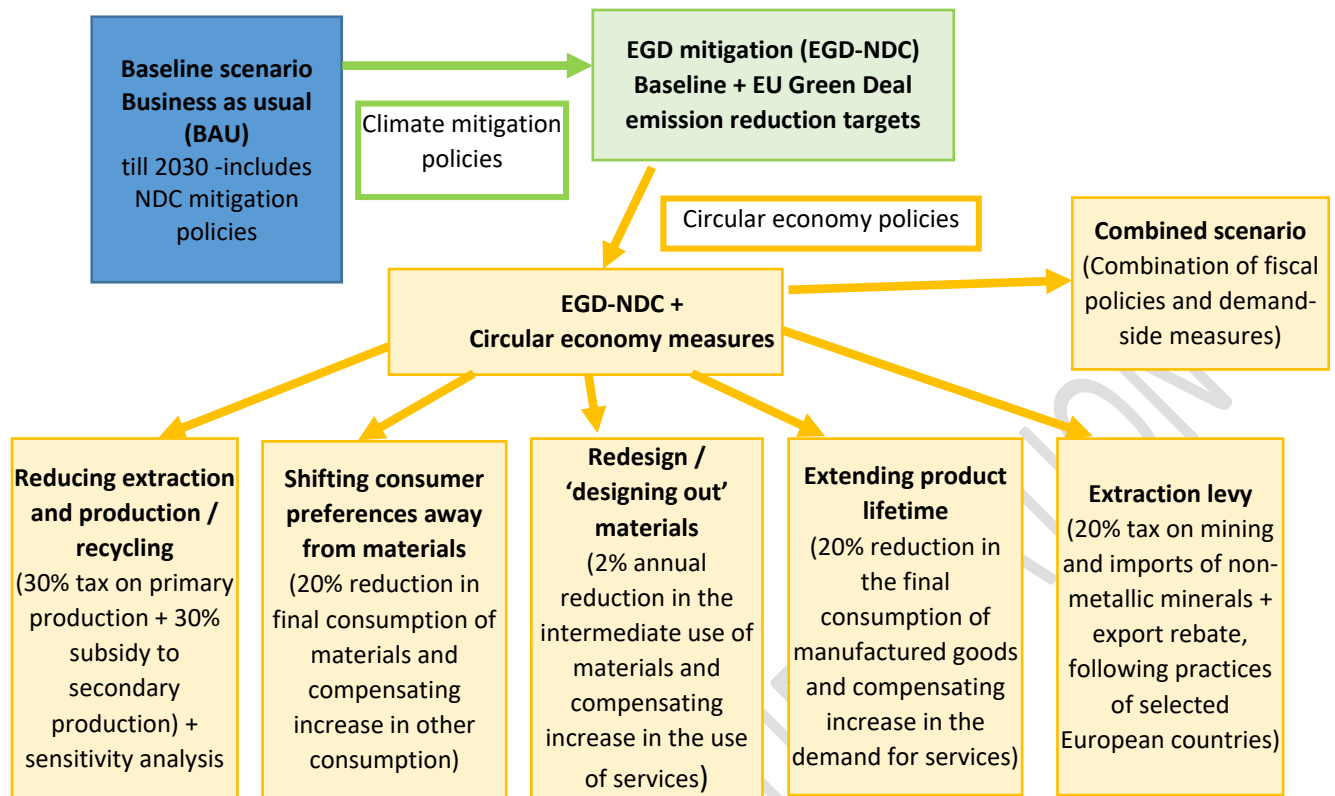 Baseline scenario
Business as usual
(BAU)
till 2030 -includes
NDC mitigation
policies
Climate mitigation
policies
EGD mitigation (EGD-NDC)
Baseline + EU Green Deal
emission reduction targets
Circular economy policies
Combined scenario
(Combination of fiscal
policies and demand-
side measures)
EGD-NDC +
Circular economy measures
Reducing extraction
and production /
recycling
(30% tax on primary
production + 30%
subsidy to
secondary
production) +
sensitivity analysis
Shifting consumer
preferences away
from materials
(20% reduction in
final consumption of
materials and
compensating
increase in other
consumption)
Redesign /
‘designing out’
materials
(2% annual
reduction in the
intermediate use of
materials and
compensating
increase in the use
of services)
Extending product
lifetime
(20% reduction in
the final
consumption of
manufactured goods
and compensating
increase in the
demand for services)
Extraction levy
(20% tax on mining
and imports of non-
metallic minerals +
export rebate,
following practices
of selected
European countries)